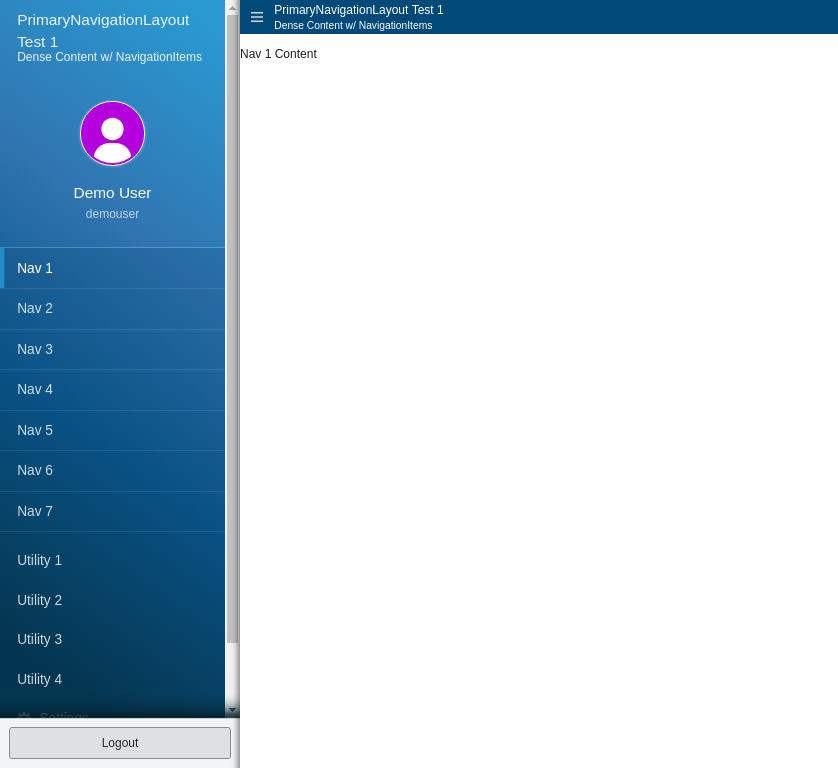 PrimaryNavigationLayout
Test 1
Dense Content w/ NavigationItems
Demo User
demouser
Nav 1
Nav 2
Nav 3
Nav 4
Nav 5
Nav 6
Nav 7
Utility 1
Utility 2
Utility 3
Utility 4
Settings
Logout
PrimaryNavigationLayout Test 1
Dense Content w/ NavigationItems
Nav 1 Content